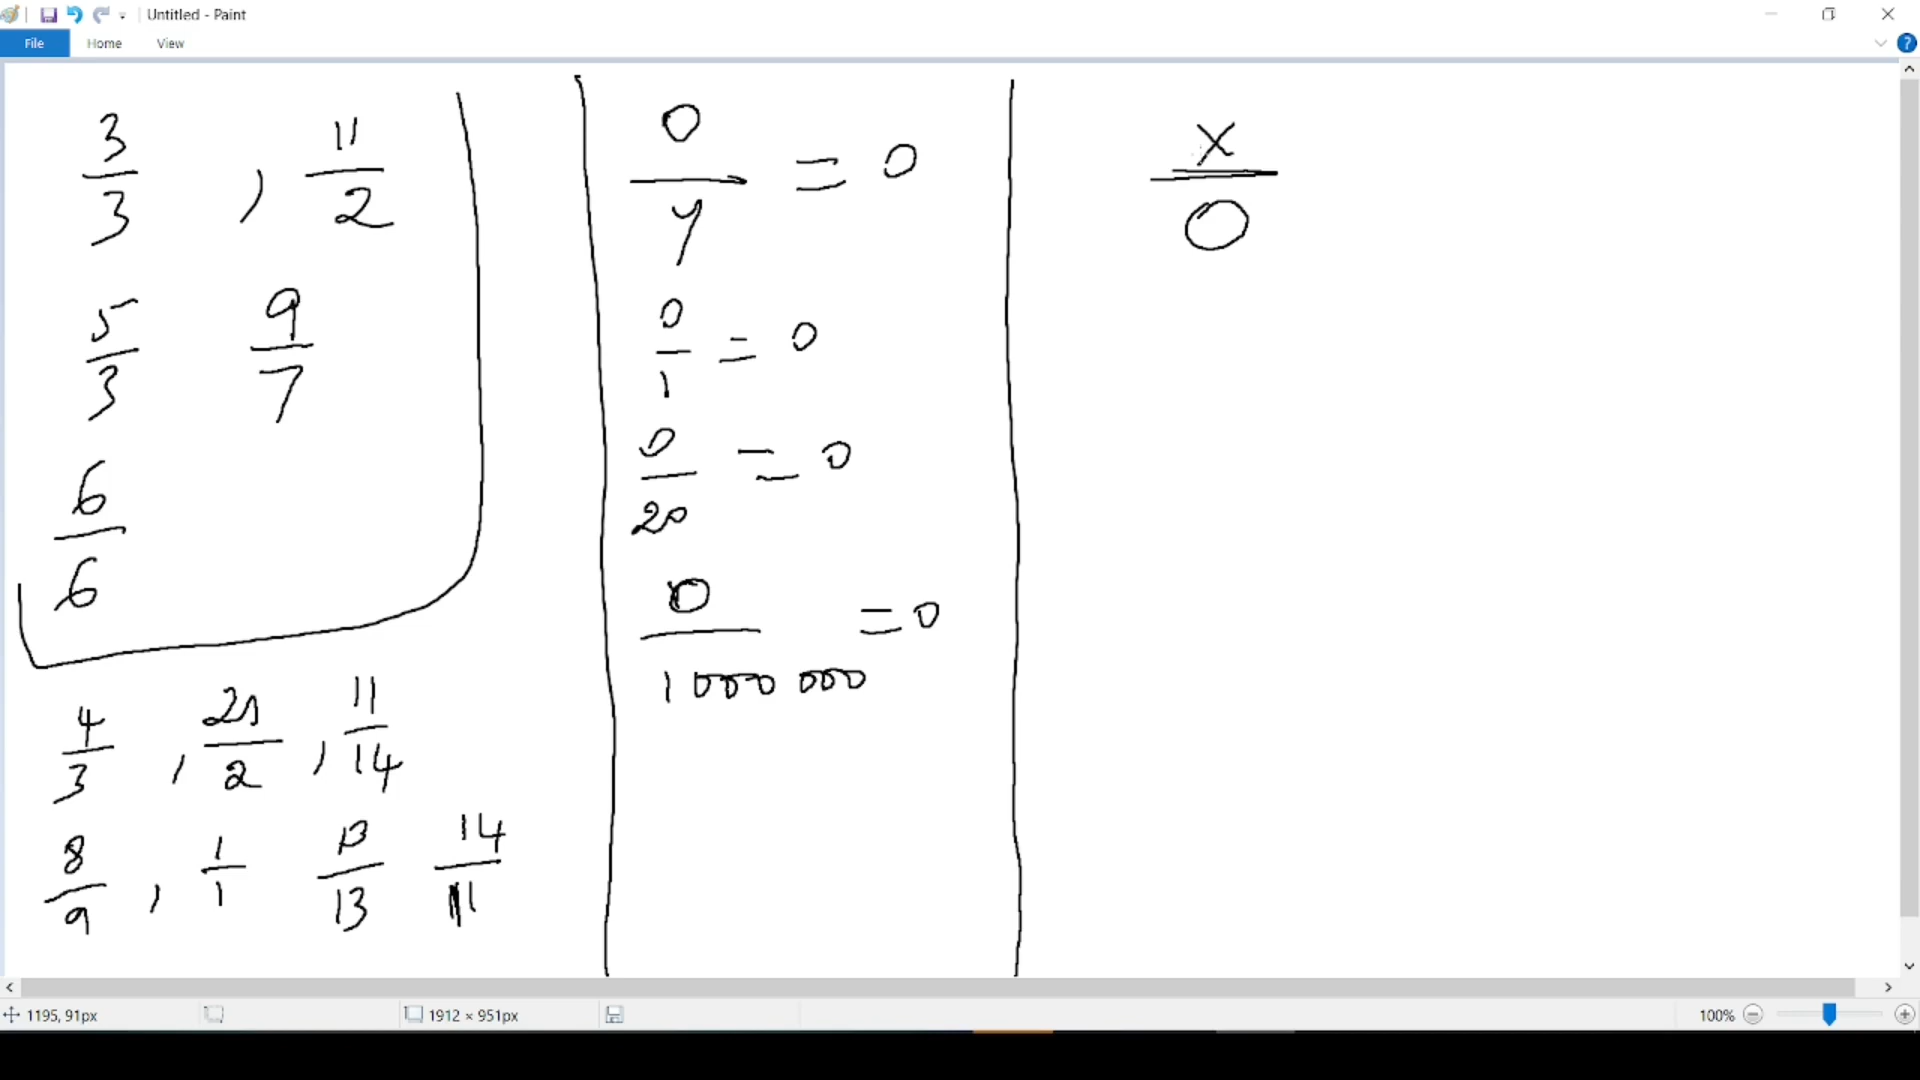 Untitled - Paint
File Home View
3/3 , 11/2
5/3 9/7
6/6
4/3 , 21/2 , 11/14
8/9 , 1/1 13/13 14/11
0/y = 0
0/1 = 0
0/20 = 0
0/1000 000 = 0
x/0
1195, 91px 1912 × 951px 100%